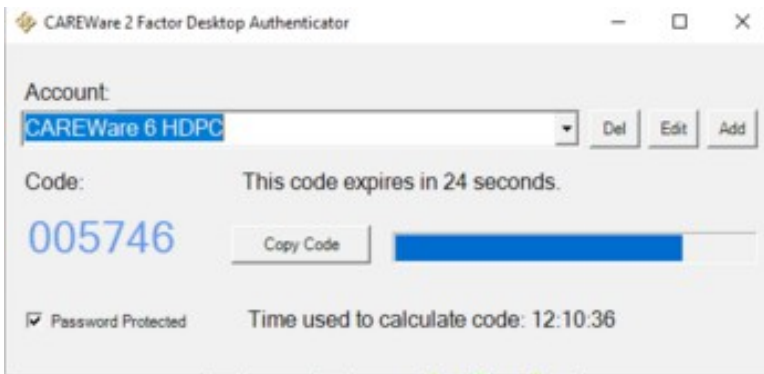 CAREWare 2 Factor Desktop Authenticator
Account:
CAREWare 6 HDPC Del Edit Add
Code: This code expires in 24 seconds.
005746 Copy Code
Password Protected Time used to calculate code: 12:10:36